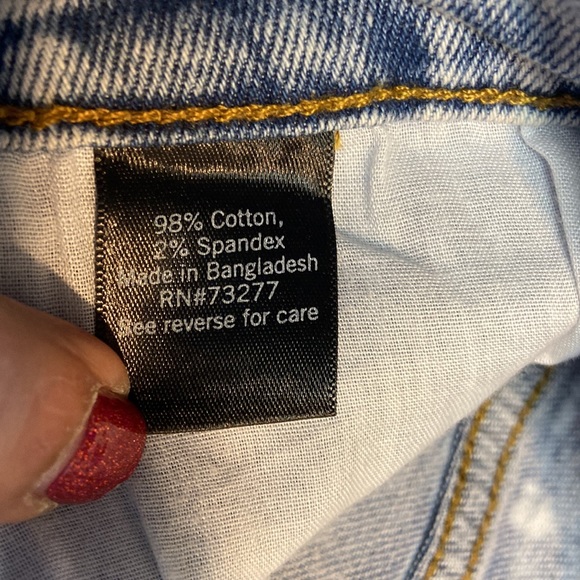 98% Cotton,
2% Spandex
Made in Bangladesh
RN#73277
See reverse for care